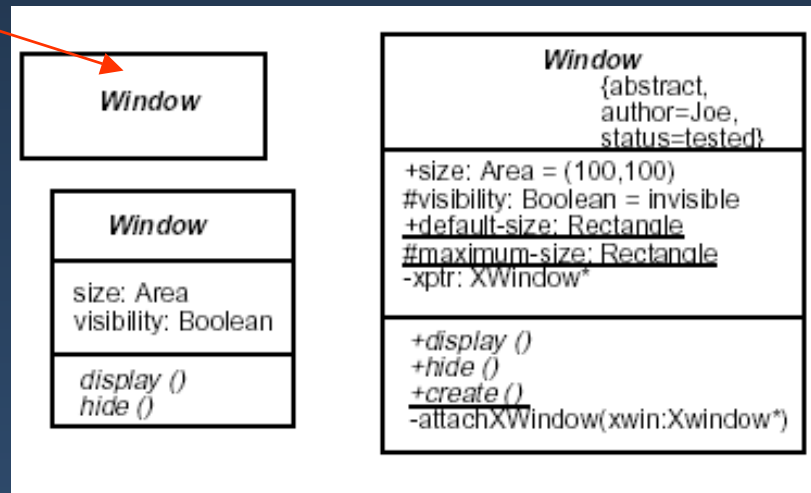 Window
Window
size: Area
visibility: Boolean
display ()
hide ()
Window
{abstract,
author=Joe,
status=tested}
+size: Area = (100,100)
#visibility: Boolean = invisible
+default-size: Rectangle
#maximum-size: Rectangle
-xptr: XWindow*
+display ()
+hide ()
+create ()
-attachXWindow(xwin:Xwindow*)